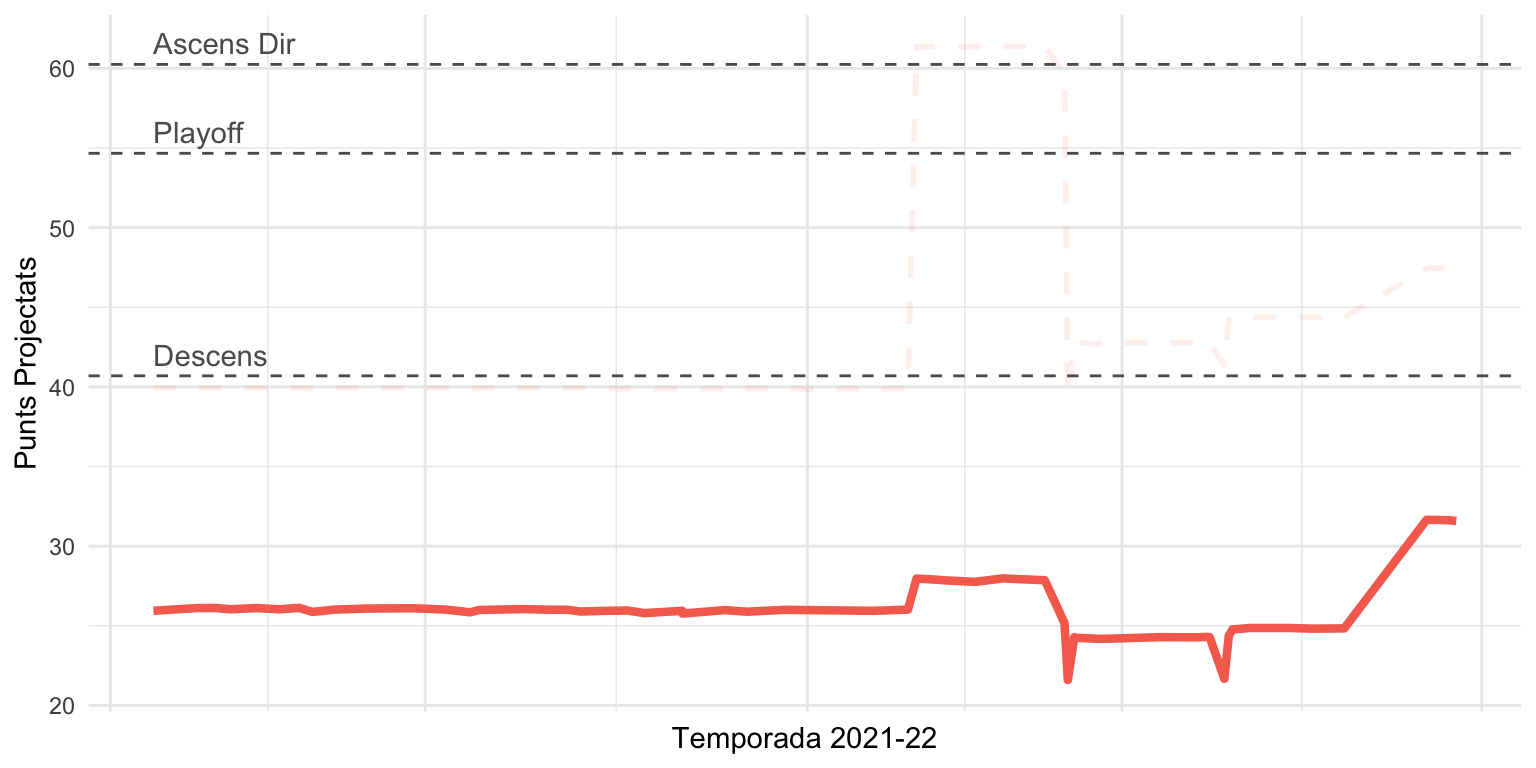 Ascens Dir
60
Playoff
50
Descens
40
30
20
Punts Projectats
Temporada 2021-22